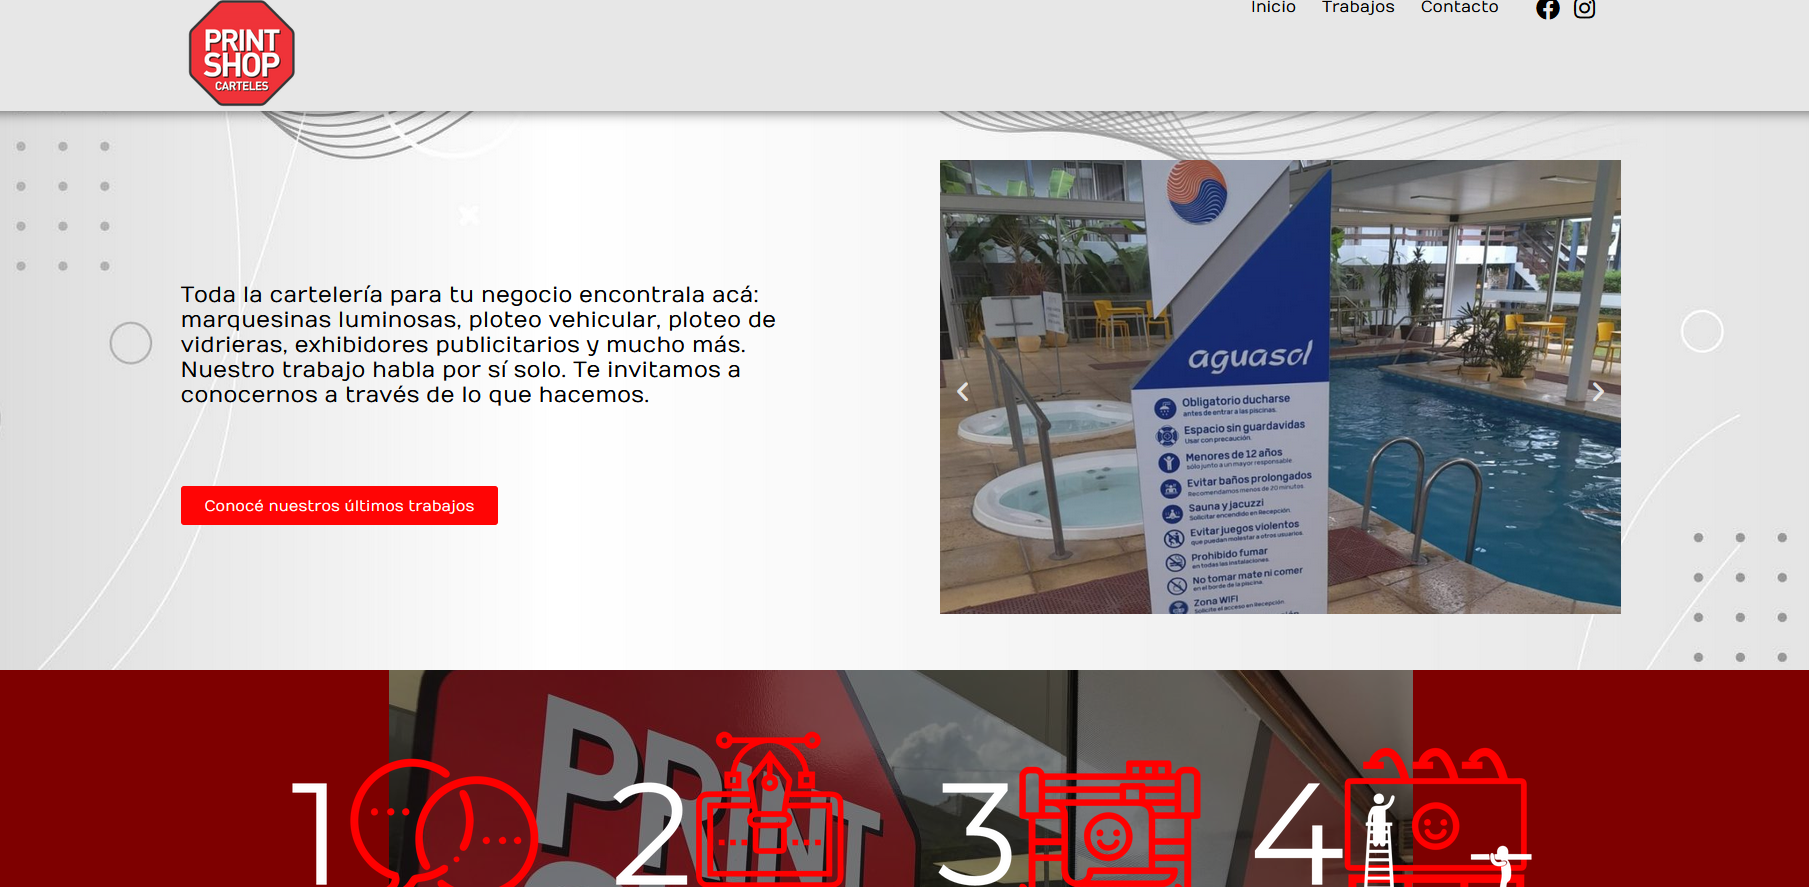 PRINT
SHOP
CARTELES
Inicio
Trabajos
Contacto
Toda la cartelería para tu negocio encontrala acá:
marquesinas luminosas, ploteo vehicular, ploteo de
vidrieras, exhibidores publicitarios y mucho más.
Nuestro trabajo habla por sí solo. Te invitamos a
conocernos a través de lo que hacemos.
Conocé nuestros últimos trabajos
aguasol
Obligatorio ducharse
antes de entrar a las piscinas.
Espacio sin guardavidas
Usar con precaución.
Menores de 12 años
sólo junto a un mayor responsable
Evitar baños prolongados
Recomendamos menos de 20 minutos.
Sauna y jacuzzi
Solicitar encendido en Recepción.
Evitar juegos violentos
que puedan molestar a otros usuarios.
Prohibido fumar
en todas las instalaciones.
No tomar mate ni comer
en el borde de la piscina.
Zona WIFI
Solicite el acceso en Recepción.
PRINT
1
2
3
4